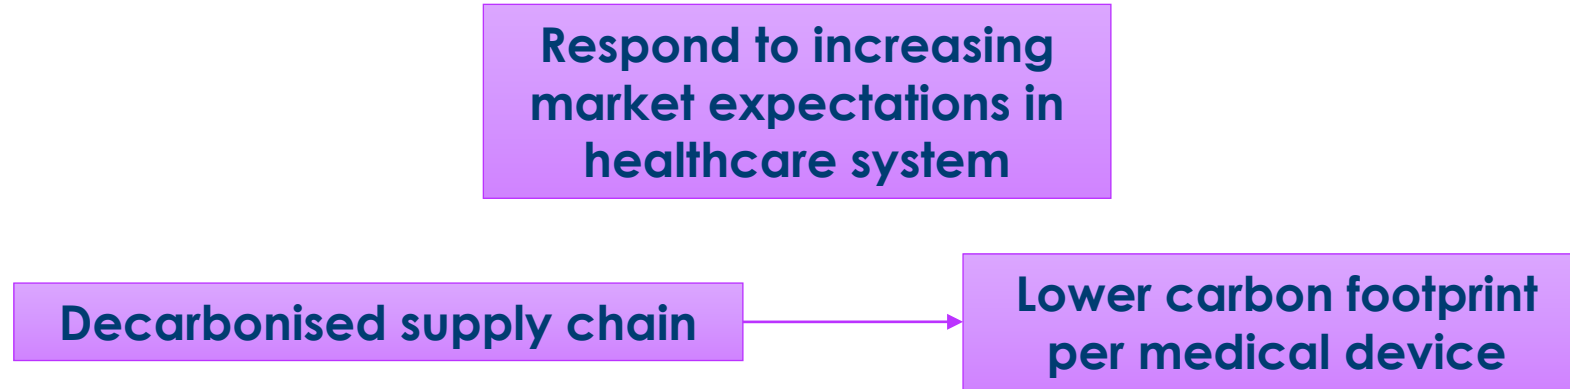 Respond to increasing
market expectations in
healthcare system
Decarbonised supply chain
Lower carbon footprint
per medical device